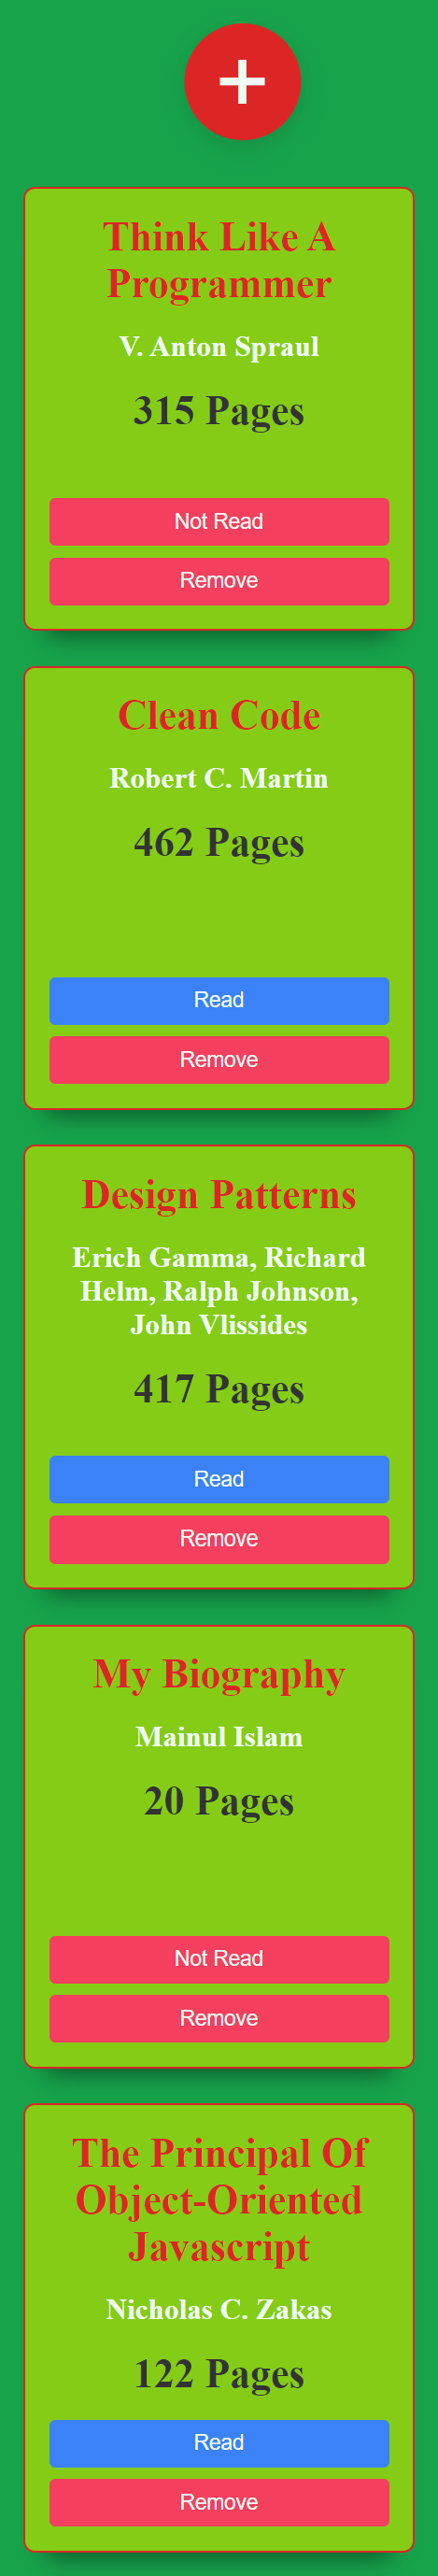 +
Think Like A
Programmer
V. Anton Spraul
315 Pages
Not Read
Remove
Clean Code
Robert C. Martin
462 Pages
Read
Remove
Design Patterns
Erich Gamma, Richard
Helm, Ralph Johnson,
John Vlissides
417 Pages
Read
Remove
My Biography
Mainul Islam
20 Pages
Not Read
Remove
The Principal Of
Object-Oriented
Javascript
Nicholas C. Zakas
122 Pages
Read
Remove